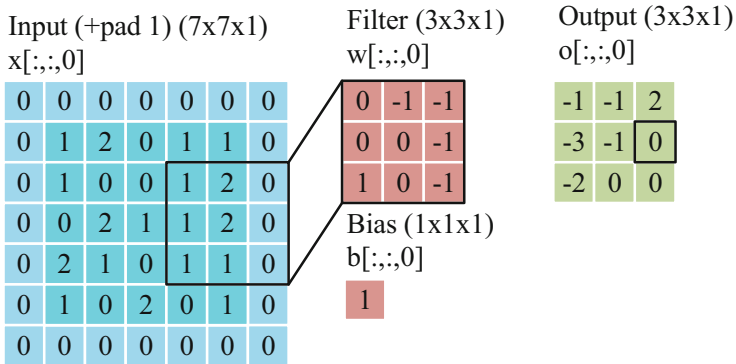 Input (+pad 1) (7x7x1)
x[:,:,0]
0 0 0 0 0 0 0
0 1 2 0 1 1 0
0 1 0 0 1 2 0
0 0 2 1 1 2 0
0 2 1 0 1 1 0
0 1 0 2 0 1 0
0 0 0 0 0 0 0
Filter (3x3x1)
w[:,:,0]
0 -1 -1
0 0 -1
1 0 -1
Bias (1x1x1)
b[:,:,0]
1
Output (3x3x1)
o[:,:,0]
-1 -1 2
-3 -1 0
-2 0 0